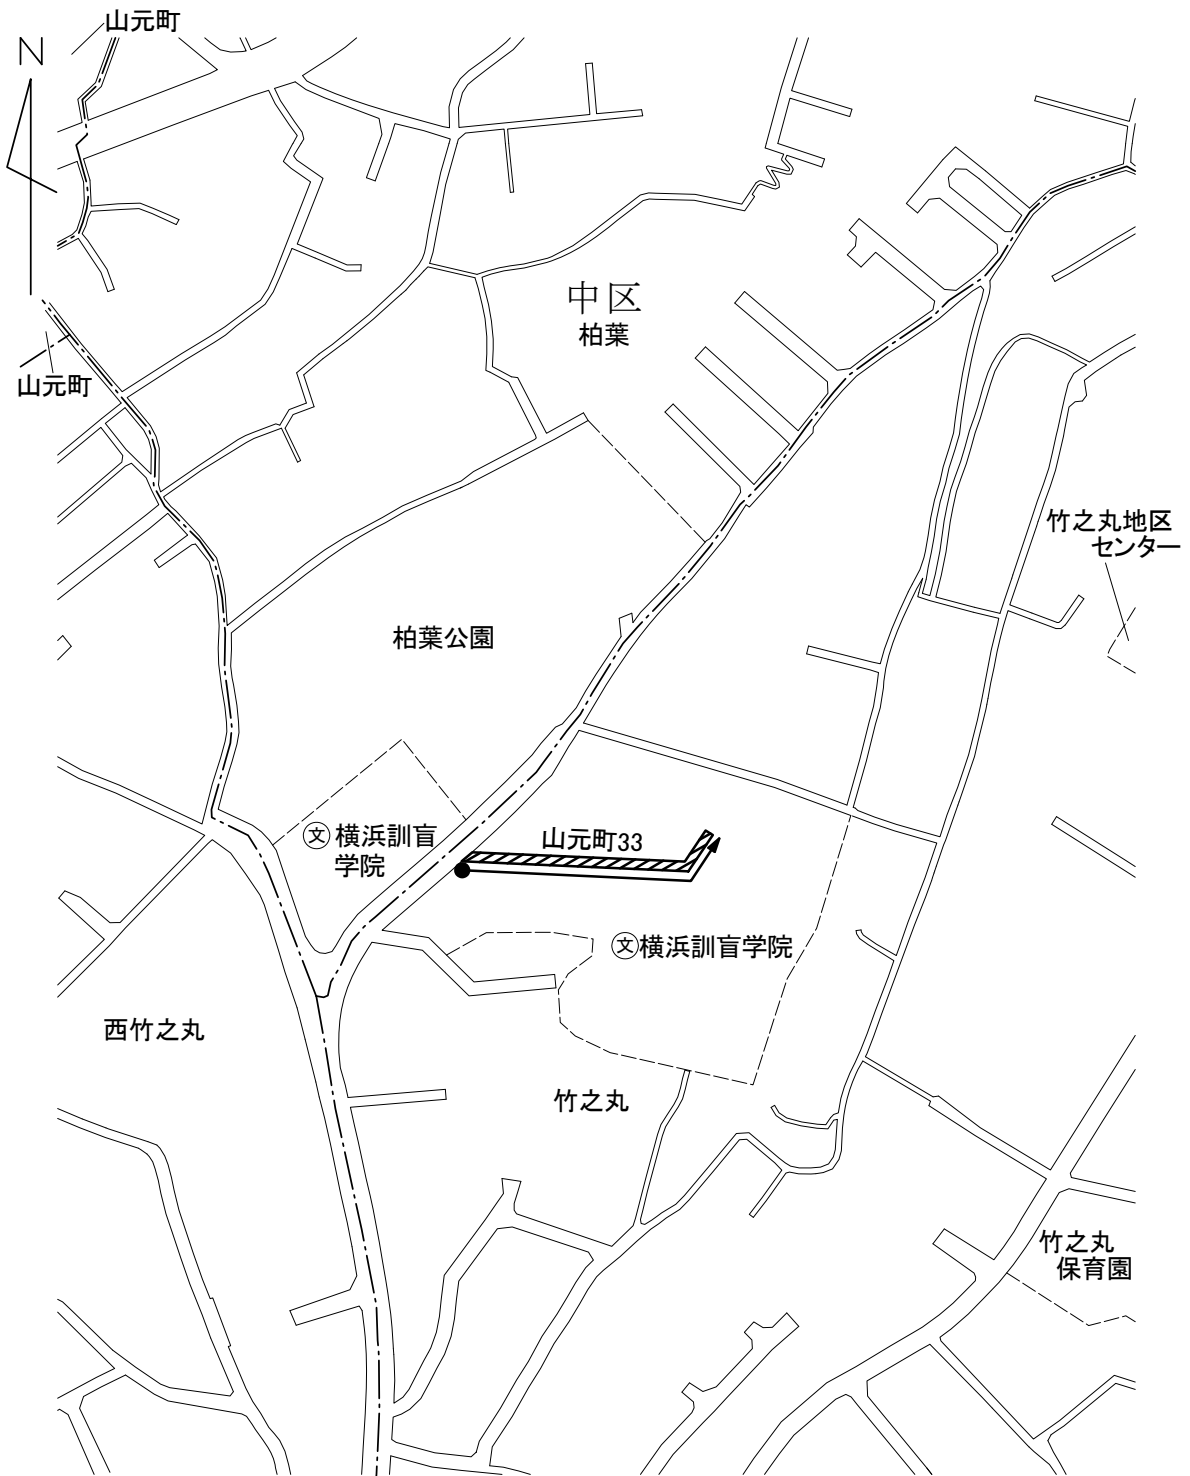 山元町
N
中区
柏葉
山元町
竹之丸地区
センター
柏葉公園
文 横浜訓盲
学院
山元町33
文 横浜訓盲学院
西竹之丸
竹之丸
竹之丸
保育園